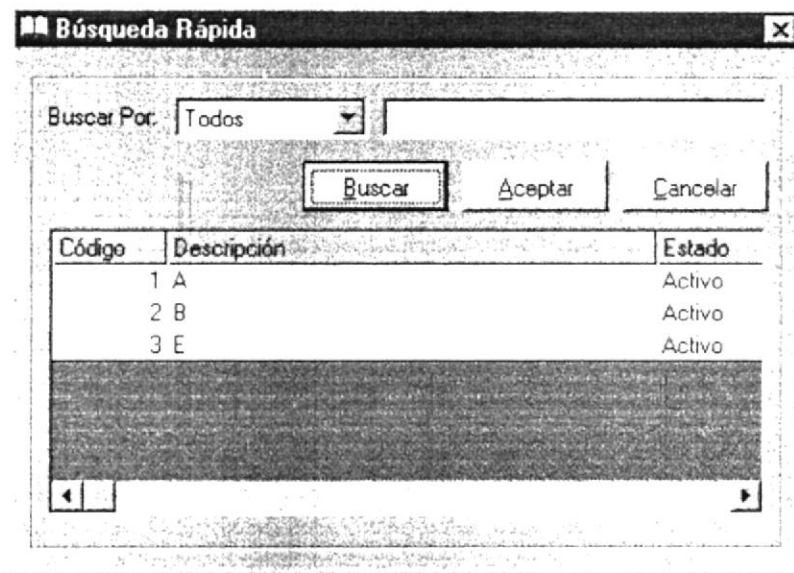 Búsqueda Rápida
Buscar Por: Todos
Buscar Aceptar Cancelar
Código Descripción Estado
1 A Activo
2 B Activo
3 E Activo